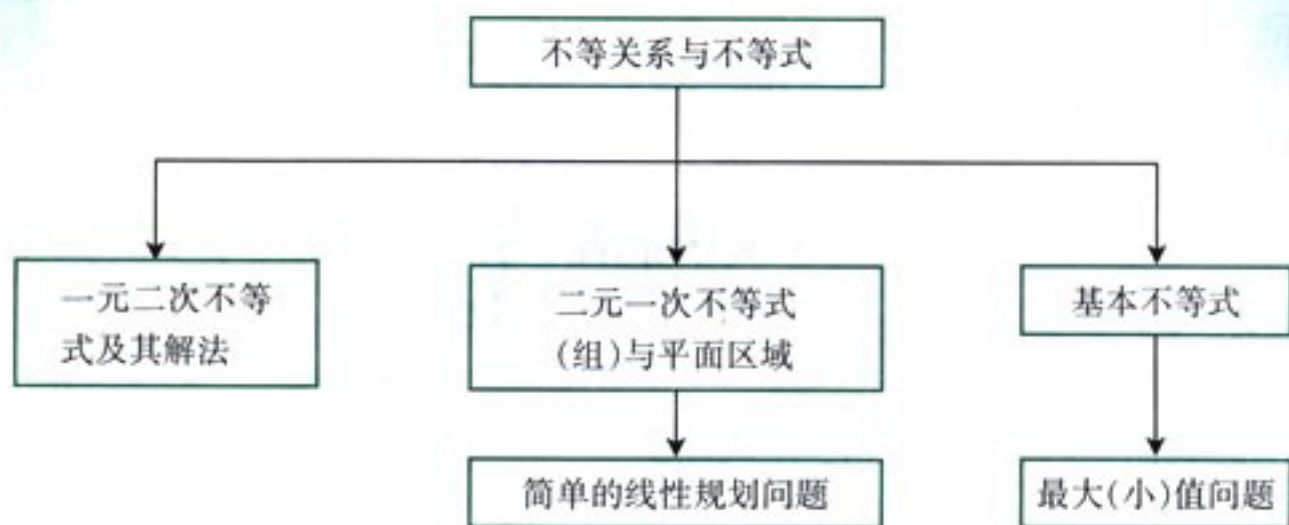 不等关系与不等式
一元二次不等
式及其解法
二元一次不等式
(组)与平面区域
基本不等式
简单的线性规划问题
最大(小)值问题